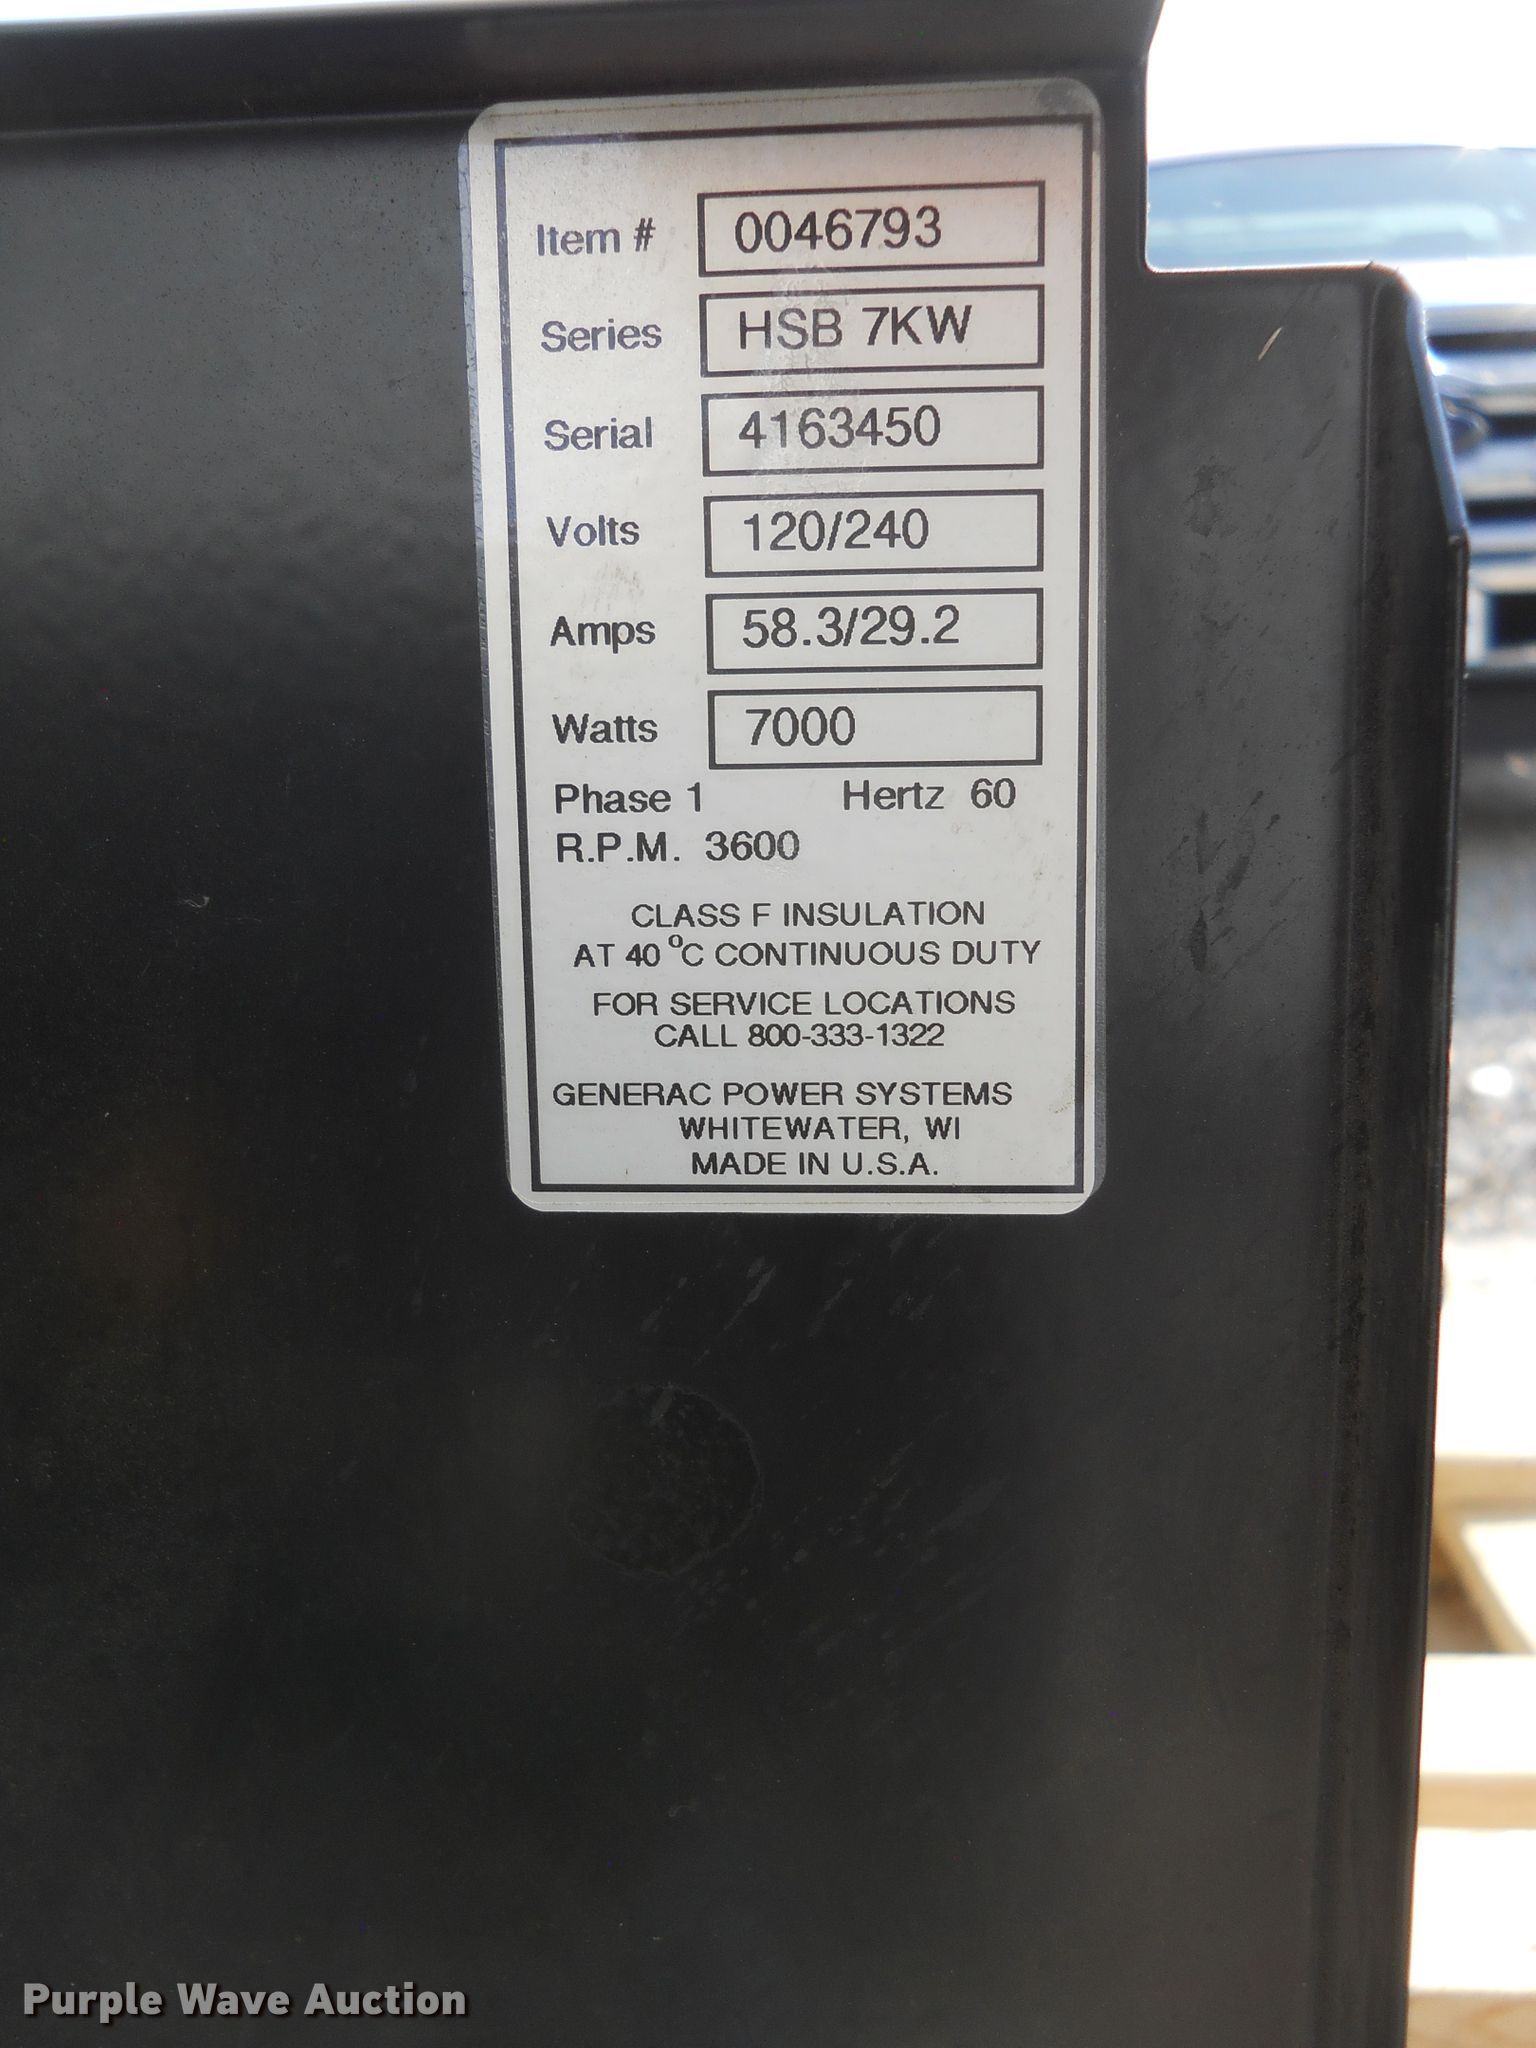 Item # 0046793
Series HSB 7KW
Serial 4163450
Volts 120/240
Amps 58.3/29.2
Watts 7000
Phase 1 Hertz 60
R.P.M. 3600
CLASS F INSULATION
AT 40 °C CONTINUOUS DUTY
FOR SERVICE LOCATIONS
CALL 800-333-1322
GENERAC POWER SYSTEMS
WHITEWATER, WI
MADE IN U.S.A.
Purple Wave Auction